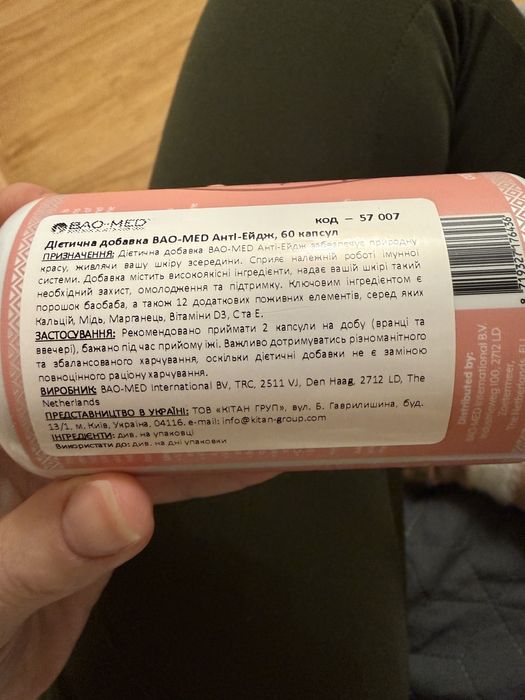 BAO-MED
код – 57 007
Дієтична добавка BAO-MED Анті-Ейдж, 60 капсул
ПРИЗНАЧЕННЯ: Дієтична добавка BAO-MED Анті-Ейдж забезпечує природну
красу, живлячи вашу шкіру зсередини. Сприяє належній роботі імунної
системи. Добавка містить високоякісні інгредієнти, надає вашій шкірі такий
необхідний захист, омолодження та підтримку. Ключовим інгредієнтом є
порошок баобаба, а також 12 додаткових поживних елементів, серед яких
Кальцій, Мідь, Марганець, Вітаміни D3, С та Е.
ЗАСТОСУВАННЯ: Рекомендовано приймати 2 капсули на добу (вранці та
ввечері), бажано під час прийому їжі. Важливо дотримуватись різноманітного
та збалансованого харчування, оскільки дієтичні добавки не є заміною
повноцінного раціону харчування.
ВИРОБНИК: BAO-MED International BV, TRC, 2511 VJ, Den Haag, 2712 LD, The
Netherlands
ПРЕДСТАВНИЦТВО В УКРАЇНІ: ТОВ «КІТАН ГРУП», вул. Б. Гаврилишина, буд.
13/1, м. Київ, Україна, 04116. e-mail: info@kitan-group.com
ІНГРЕДІЄНТИ: див. на упаковці
Використати до: див. на дні упаковки
Distributed by:
BAO-MED International B.V.
100, 2712 LD